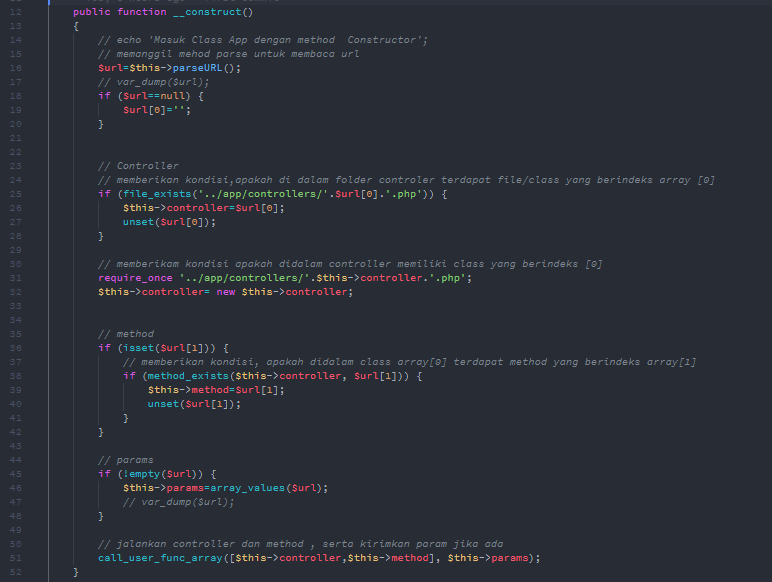 12 public function __construct()
13 {
14 // echo 'Masuk Class App dengan method  Constructor';
15 // memanggil mehod parse untuk membaca url
16 $url=$this->parseURL();
17 // var_dump($url);
18 if ($url==null) {
19 $url[0]='';
20 }
21
22
23 // Controller
24 // memberikan kondisi,apakah di dalam folder controler terdapat file/class yang berindeks array [0]
25 if (file_exists('../app/controllers/'.$url[0].'.php')) {
26 $this->controller=$url[0];
27 unset($url[0]);
28 }
29
30 // memberikam kondisi apakah didalam controller memiliki class yang berindeks [0]
31 require_once '../app/controllers/'.$this->controller.'.php';
32 $this->controller= new $this->controller;
33
34
35 // method
36 if (isset($url[1])) {
37 // memberikan kondisi, apakah didalam class array[0] terdapat method yang berindeks array[1]
38 if (method_exists($this->controller, $url[1])) {
39 $this->method=$url[1];
40 unset($url[1]);
41 }
42 }
43
44 // params
45 if (!empty($url)) {
46 $this->params=array_values($url);
47 // var_dump($url);
48 }
49
50 // jalankan controller dan method , serta kirimkan param jika ada
51 call_user_func_array([$this->controller,$this->method], $this->params);
52 }